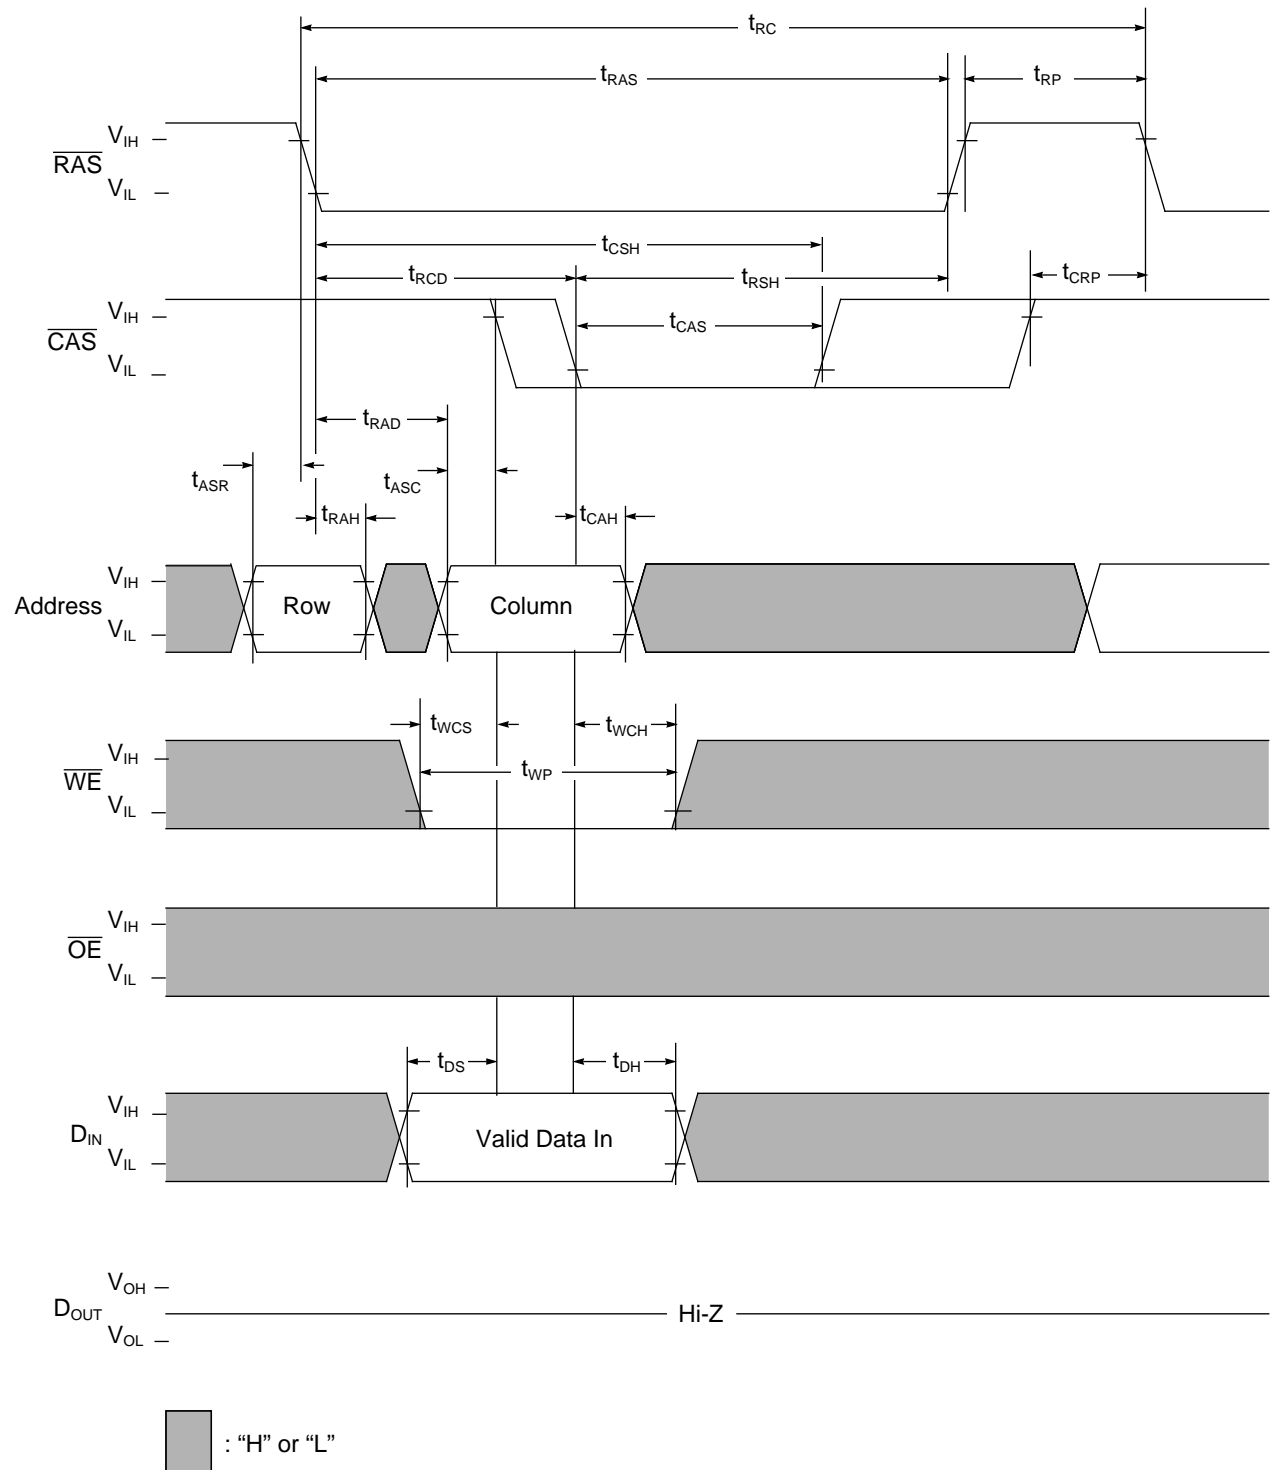 tRC
tRAS
tRP
RAS
VIH
VIL
tCSH
tRCD
tRSH
tCRP
CAS
VIH
VIL
tCAS
tRAD
tASR
tASC
tRAH
tCAH
Address
VIH
VIL
Row
Column
tWCS
tWCH
WE
VIH
VIL
tWP
OE
VIH
VIL
tDS
tDH
DIN
VIH
VIL
Valid Data In
DOUT
VOH
VOL
Hi-Z
: “H” or “L”